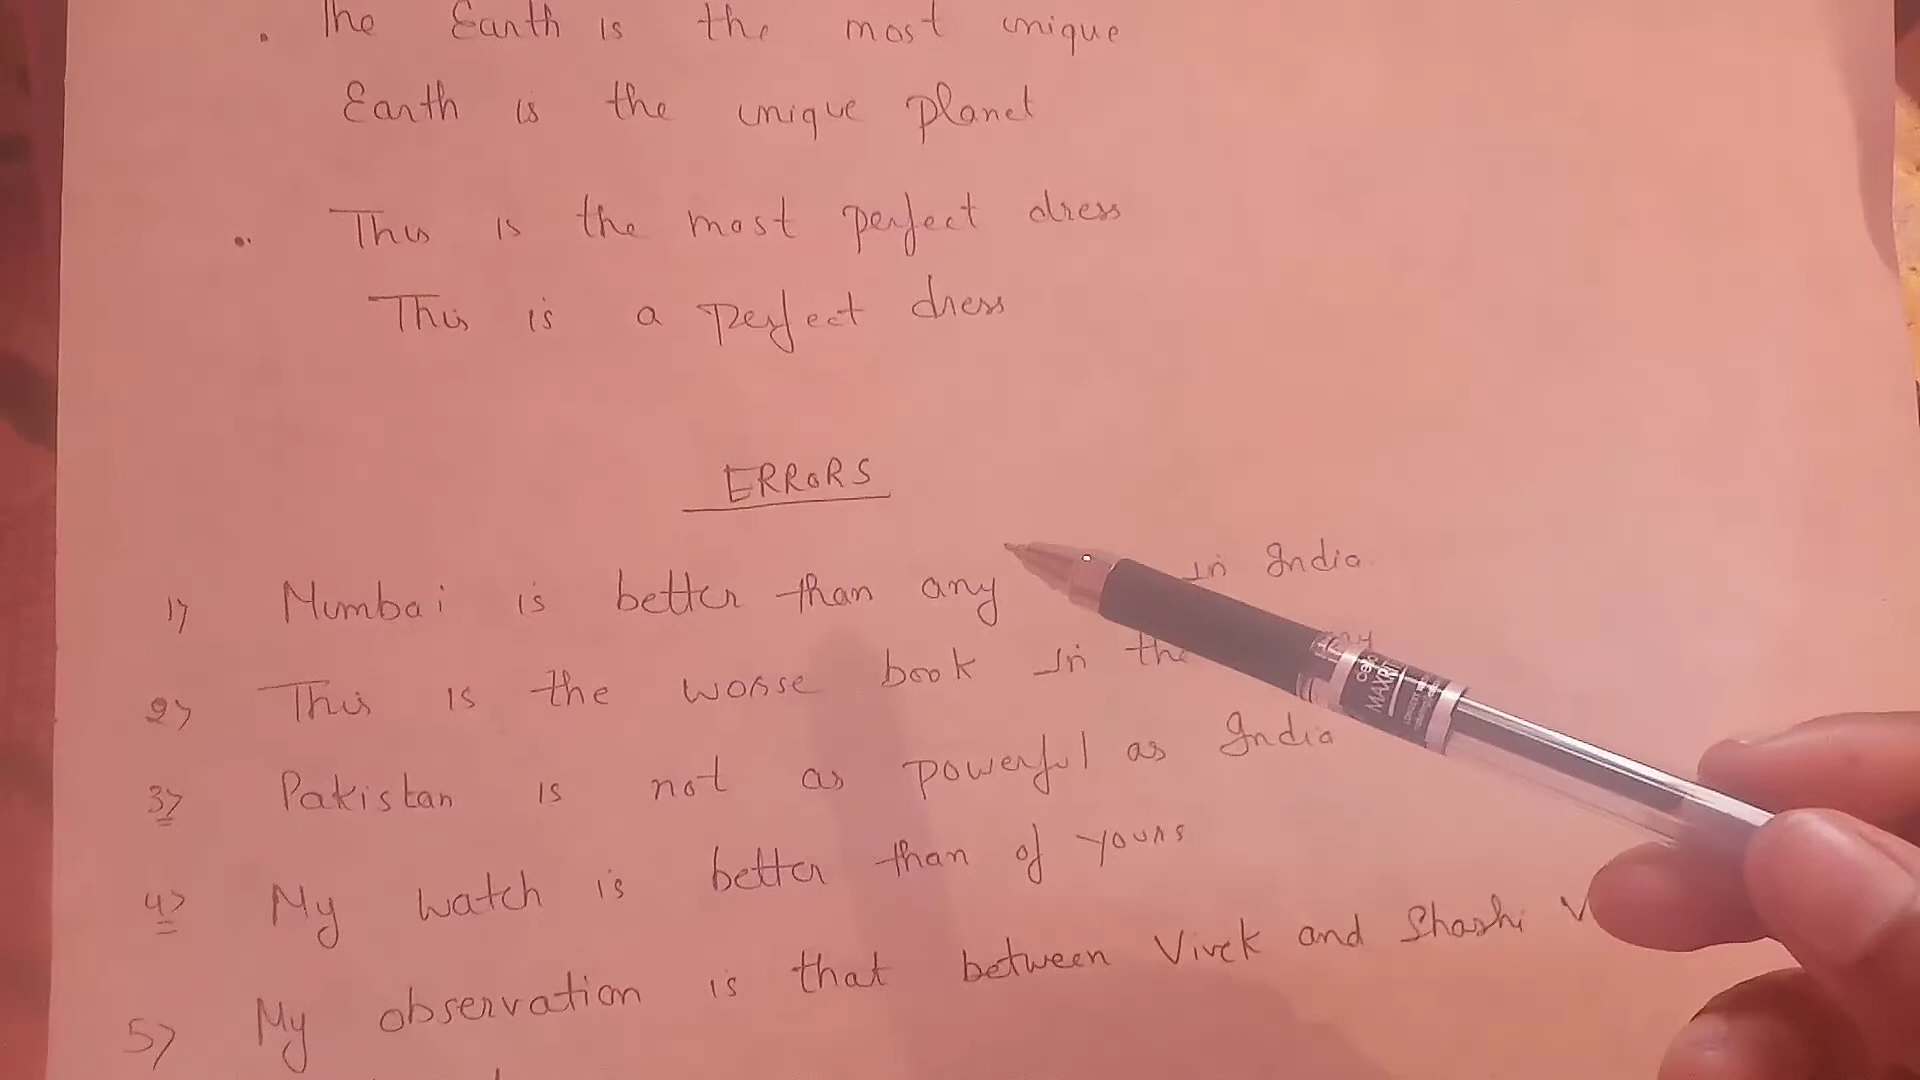 . The Earth is the most unique
Earth is the unique planet
. This is the most perfect dress
This is a perfect dress
ERRORS
1) Mumbai is better than any in India.
2) This is the worse book in the
3) Pakistan is not as powerful as India
4) My watch is better than of yours
5) My observation is that between Vivek and Shashi V
cello
MAXRITER